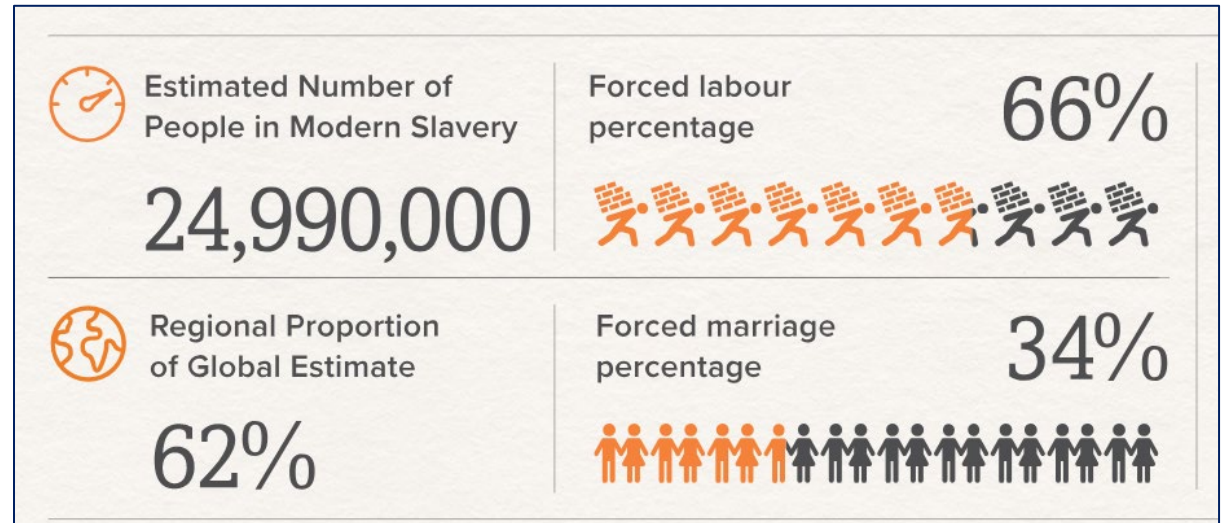 Estimated Number of
People in Modern Slavery
24,990,000
Forced labour
percentage
66%
Regional Proportion
of Global Estimate
62%
Forced marriage
percentage
34%